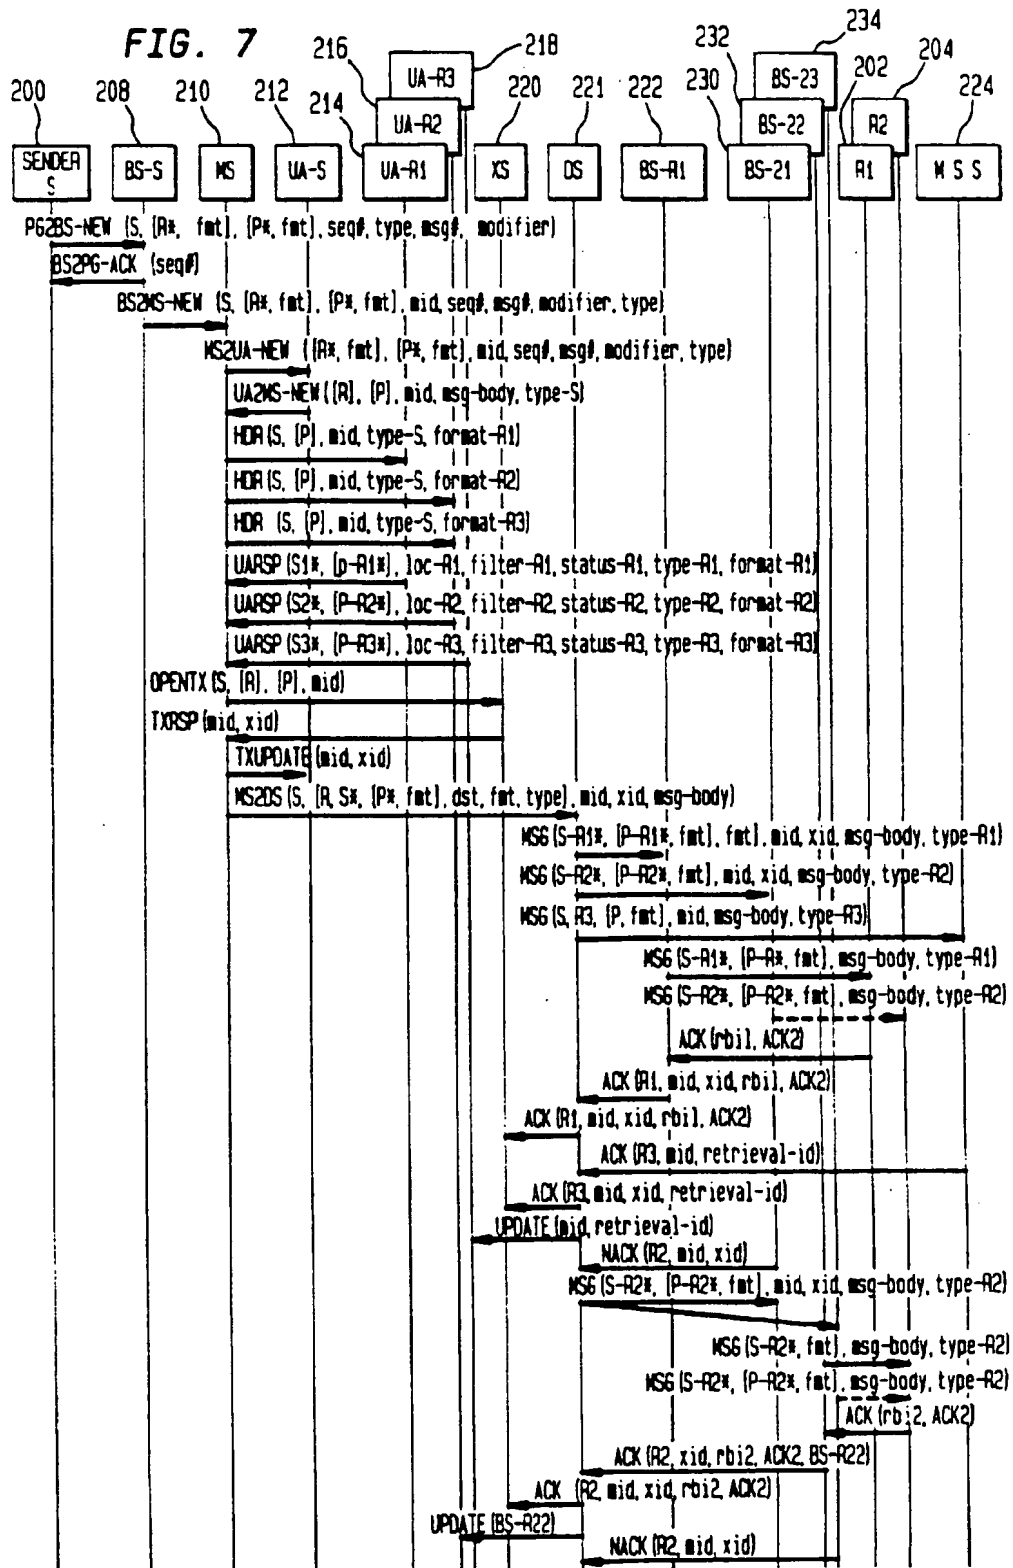 FIG. 7
200
208
210
212
214
216
218
220
221
222
230
232
234
202
204
224
UA-R3
BS-23
UA-R2
BS-22
R2
SENDER S
BS-S
MS
UA-S
UA-R1
XS
DS
BS-R1
BS-21
R1
M S S
PG2BS-NEW (S, [R*, fmt], [P*, fmt], seq#, type, msg#, modifier)
BS2PG-ACK (seq#)
BS2MS-NEW (S, [R*, fmt], [P*, fmt], mid, seq#, msg#, modifier, type)
MS2UA-NEW ([R*, fmt], [P*, fmt], mid, seq#, msg#, modifier, type)
UA2MS-NEW ([R], [P], mid, msg-body, type-S)
HDR (S, [P], mid, type-S, format-R1)
HDR (S, [P], mid, type-S, format-R2)
HDR (S, [P], mid, type-S, format-R3)
UARSP (S1*, [p-R1*], loc-R1, filter-R1, status-R1, type-R1, format-R1)
UARSP (S2*, [P-R2*], loc-R2, filter-R2, status-R2, type-R2, format-R2)
UARSP (S3*, [P-R3*], loc-R3, filter-R3, status-R3, type-R3, format-R3)
OPENTX (S, [R], [P], mid)
TXRSP (mid, xid)
TXUPDATE (mid, xid)
MS2DS (S, [R, S*, [P*, fmt], dst, fmt, type], mid, xid, msg-body)
MSG (S-R1*, [P-R1*, fmt], fmt], mid, xid, msg-body, type-R1)
MSG (S-R2*, [P-R2*, fmt], mid, xid, msg-body, type-R2)
MSG (S, R3, [P, fmt], mid, msg-body, type-R3)
MSG (S-R1*, [P-R*, fmt], msg-body, type-R1)
MSG (S-R2*, [P-R2*, fmt], msg-body, type-R2)
ACK (rbi1, ACK2)
ACK (R1, mid, xid, rbi1, ACK2)
ACK (R1, mid, xid, rbi1, ACK2)
ACK (R3, mid, retrieval-id)
ACK (R3, mid, xid, retrieval-id)
UPDATE (mid, retrieval-id)
NACK (R2, mid, xid)
MSG (S-R2*, [P-R2*, fmt], mid, xid, msg-body, type-R2)
MSG (S-R2*, fmt], msg-body, type-R2)
MSG (S-R2*, [P-R2*, fmt], msg-body, type-R2)
ACK (rbi2, ACK2)
ACK (R2, xid, rbi2, ACK2, BS-R22)
ACK (R2, mid, xid, rbi2, ACK2)
UPDATE (BS-R22)
NACK (R2, mid, xid)